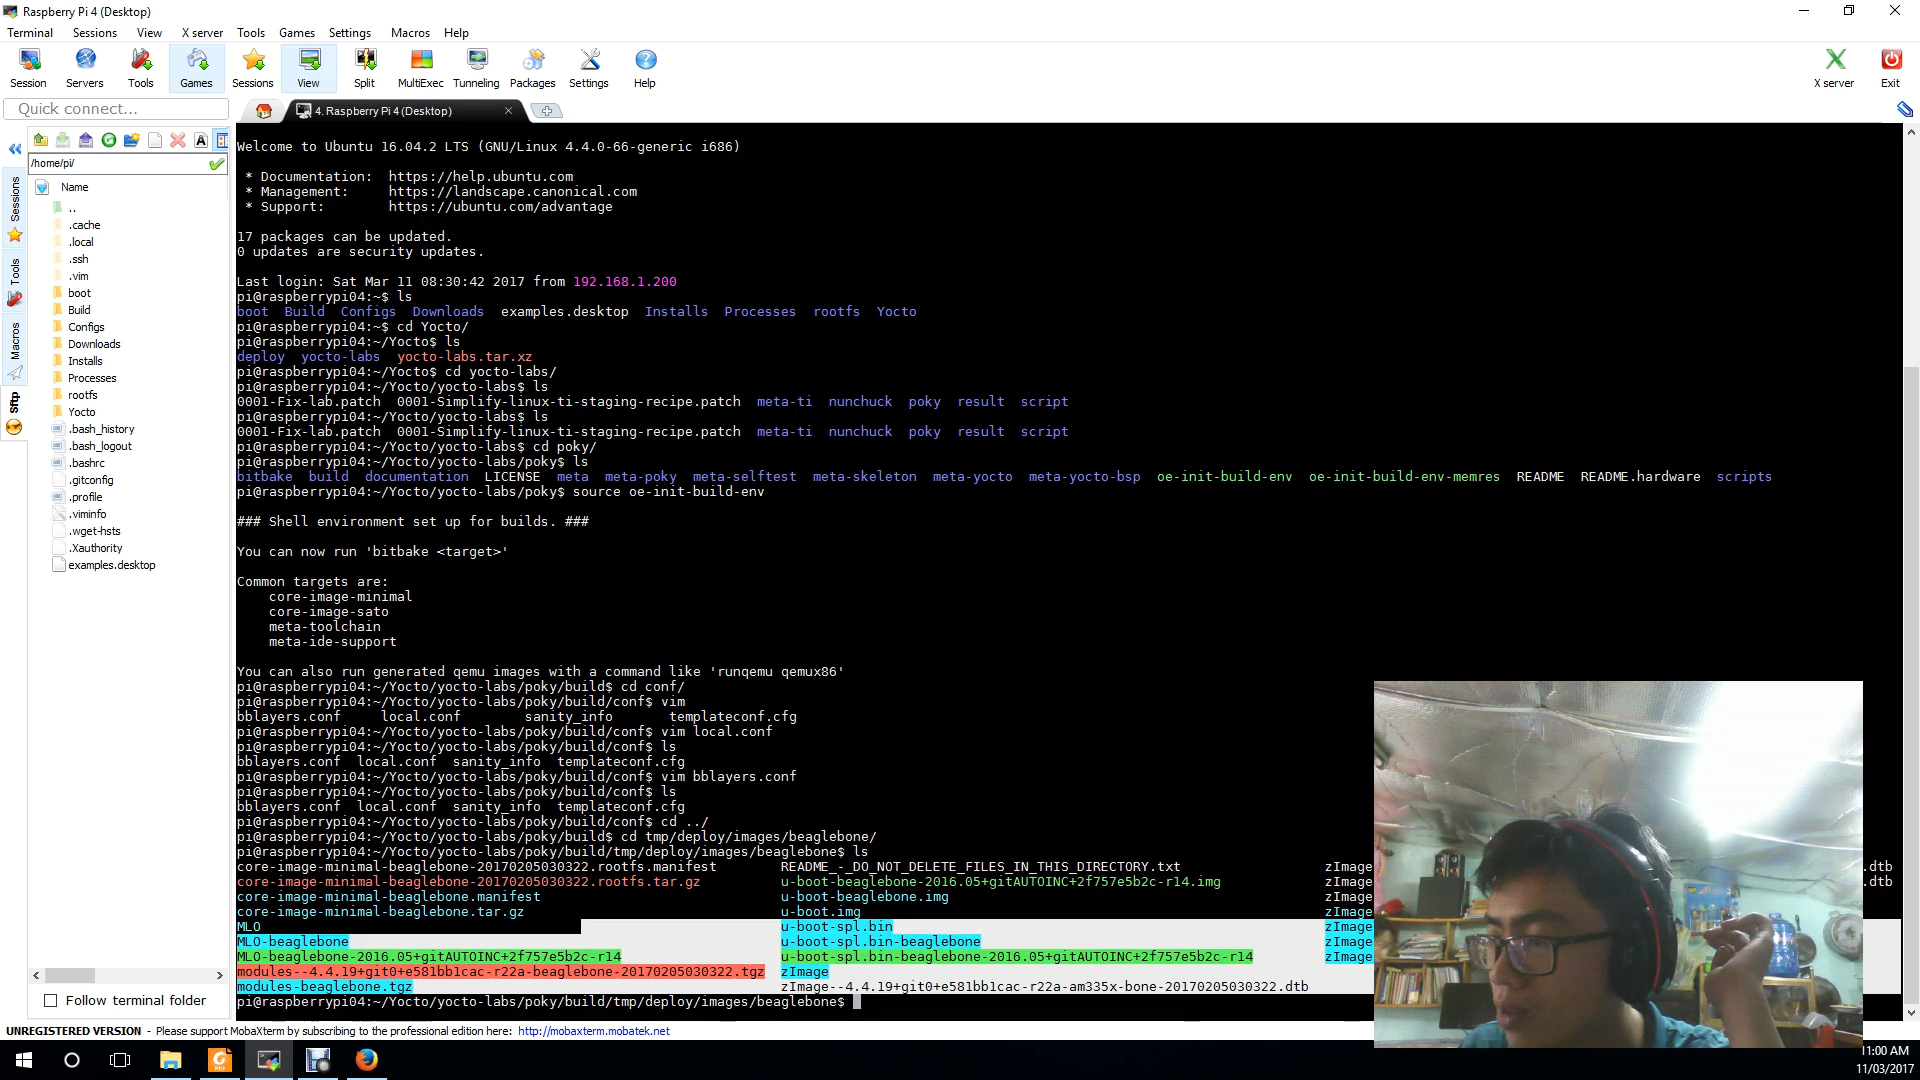 Raspberry Pi 4 (Desktop)
Terminal Sessions View X server Tools Games Settings Macros Help
Session Servers Tools Games Sessions View Split MultiExec Tunneling Packages Settings Help X server Exit
Quick connect...
4. Raspberry Pi 4 (Desktop)
/home/pi/
Name
..
.cache
.local
.ssh
.vim
boot
Build
Configs
Downloads
Installs
Processes
rootfs
Yocto
.bash_history
.bash_logout
.bashrc
.gitconfig
.profile
.viminfo
.wget-hsts
.Xauthority
examples.desktop
Sessions
Tools
Macros
Sftp
Follow terminal folder
Welcome to Ubuntu 16.04.2 LTS (GNU/Linux 4.4.0-66-generic i686)
* Documentation: https://help.ubuntu.com
* Management: https://landscape.canonical.com
* Support: https://ubuntu.com/advantage
17 packages can be updated.
0 updates are security updates.
Last login: Sat Mar 11 08:30:42 2017 from 192.168.1.200
pi@raspberrypi04:~$ ls
boot Build Configs Downloads examples.desktop Installs Processes rootfs Yocto
pi@raspberrypi04:~$ cd Yocto/
pi@raspberrypi04:~/Yocto$ ls
deploy yocto-labs yocto-labs.tar.xz
pi@raspberrypi04:~/Yocto$ cd yocto-labs/
pi@raspberrypi04:~/Yocto/yocto-labs$ ls
0001-Fix-lab.patch 0001-Simplify-linux-ti-staging-recipe.patch meta-ti nunchuck poky result script
pi@raspberrypi04:~/Yocto/yocto-labs$ ls
0001-Fix-lab.patch 0001-Simplify-linux-ti-staging-recipe.patch meta-ti nunchuck poky result script
pi@raspberrypi04:~/Yocto/yocto-labs$ cd poky/
pi@raspberrypi04:~/Yocto/yocto-labs/poky$ ls
bitbake build documentation LICENSE meta meta-poky meta-selftest meta-skeleton meta-yocto meta-yocto-bsp oe-init-build-env oe-init-build-env-memres README README.hardware scripts
pi@raspberrypi04:~/Yocto/yocto-labs/poky$ source oe-init-build-env
### Shell environment set up for builds. ###
You can now run 'bitbake <target>'
Common targets are:
core-image-minimal
core-image-sato
meta-toolchain
meta-ide-support
You can also run generated qemu images with a command like 'runqemu qemux86'
pi@raspberrypi04:~/Yocto/yocto-labs/poky/build$ cd conf/
pi@raspberrypi04:~/Yocto/yocto-labs/poky/build/conf$ vim
bblayers.conf local.conf sanity_info templateconf.cfg
pi@raspberrypi04:~/Yocto/yocto-labs/poky/build/conf$ vim local.conf
pi@raspberrypi04:~/Yocto/yocto-labs/poky/build/conf$ ls
bblayers.conf local.conf sanity_info templateconf.cfg
pi@raspberrypi04:~/Yocto/yocto-labs/poky/build/conf$ vim bblayers.conf
pi@raspberrypi04:~/Yocto/yocto-labs/poky/build/conf$ ls
bblayers.conf local.conf sanity_info templateconf.cfg
pi@raspberrypi04:~/Yocto/yocto-labs/poky/build/conf$ cd ../
pi@raspberrypi04:~/Yocto/yocto-labs/poky/build$ cd tmp/deploy/images/beaglebone/
pi@raspberrypi04:~/Yocto/yocto-labs/poky/build/tmp/deploy/images/beaglebone$ ls
core-image-minimal-beaglebone-20170205030322.rootfs.manifest README_-_DO_NOT_DELETE_FILES_IN_THIS_DIRECTORY.txt zImage .dtb
core-image-minimal-beaglebone-20170205030322.rootfs.tar.gz u-boot-beaglebone-2016.05+gitAUTOINC+2f757e5b2c-r14.img zImage .dtb
core-image-minimal-beaglebone.manifest u-boot-beaglebone.img zImage
core-image-minimal-beaglebone.tar.gz u-boot.img zImage
MLO u-boot-spl.bin zImage
MLO-beaglebone u-boot-spl.bin-beaglebone zImage
MLO-beaglebone-2016.05+gitAUTOINC+2f757e5b2c-r14 u-boot-spl.bin-beaglebone-2016.05+gitAUTOINC+2f757e5b2c-r14 zImage
modules--4.4.19+git0+e581bb1cac-r22a-beaglebone-20170205030322.tgz zImage
modules-beaglebone.tgz zImage--4.4.19+git0+e581bb1cac-r22a-am335x-bone-20170205030322.dtb
pi@raspberrypi04:~/Yocto/yocto-labs/poky/build/tmp/deploy/images/beaglebone$
UNREGISTERED VERSION - Please support MobaXterm by subscribing to the professional edition here: http://mobaxterm.mobatek.net
11:00 AM
11/03/2017